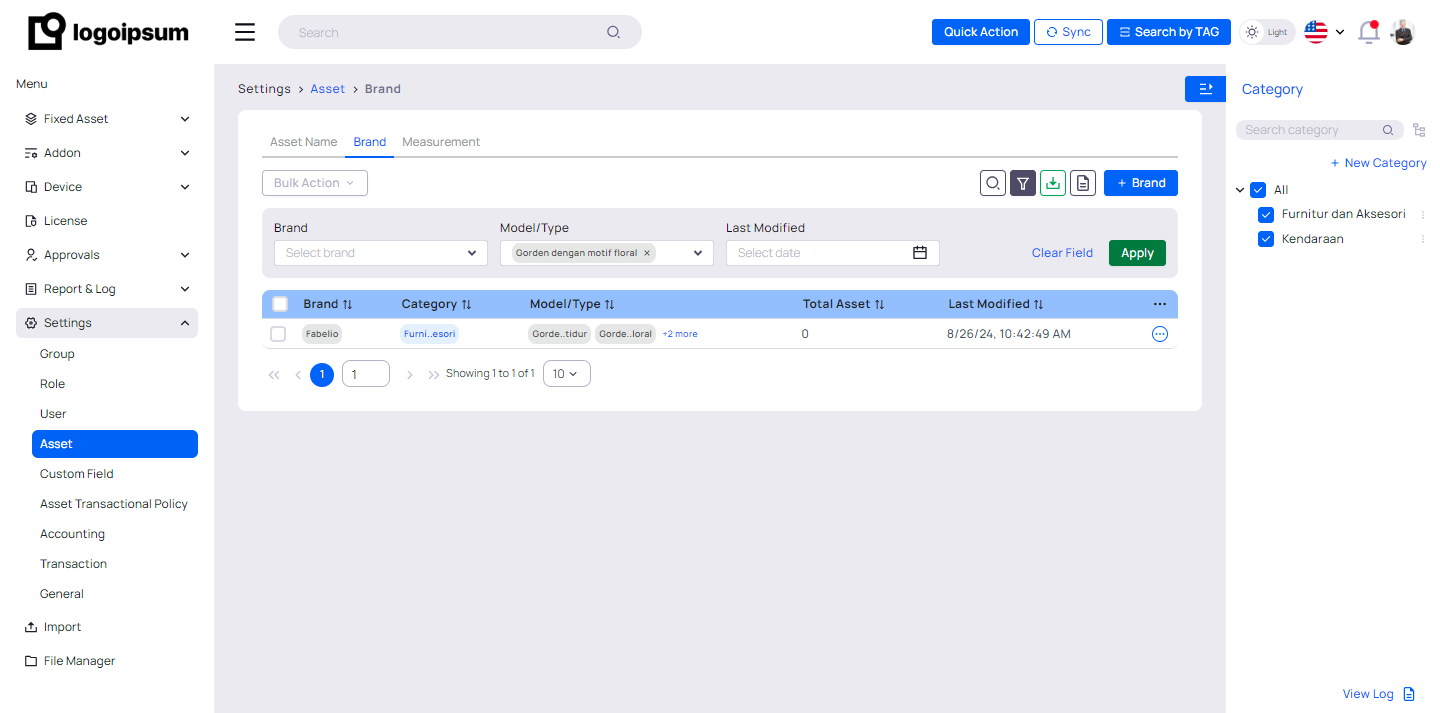 logoipsum
Search
Quick Action
Sync
Search by TAG
Light
Menu
Fixed Asset
Addon
Device
License
Approvals
Report & Log
Settings
Group
Role
User
Asset
Custom Field
Asset Transactional Policy
Accounting
Transaction
General
Import
File Manager
Settings > Asset > Brand
Asset Name Brand Measurement
Bulk Action
+ Brand
Brand Model/Type Last Modified
Select brand Gorden dengan motif floral × Select date
Clear Field Apply
Brand Category Model/Type Total Asset Last Modified
Fabelio Furni..esori Gorde..tidur Gorde..loral +2 more 0 8/26/24, 10:42:49 AM
1 1 Showing 1 to 1 of 1 10
Category
Search category
+ New Category
All
Furnitur dan Aksesori
Kendaraan
View Log